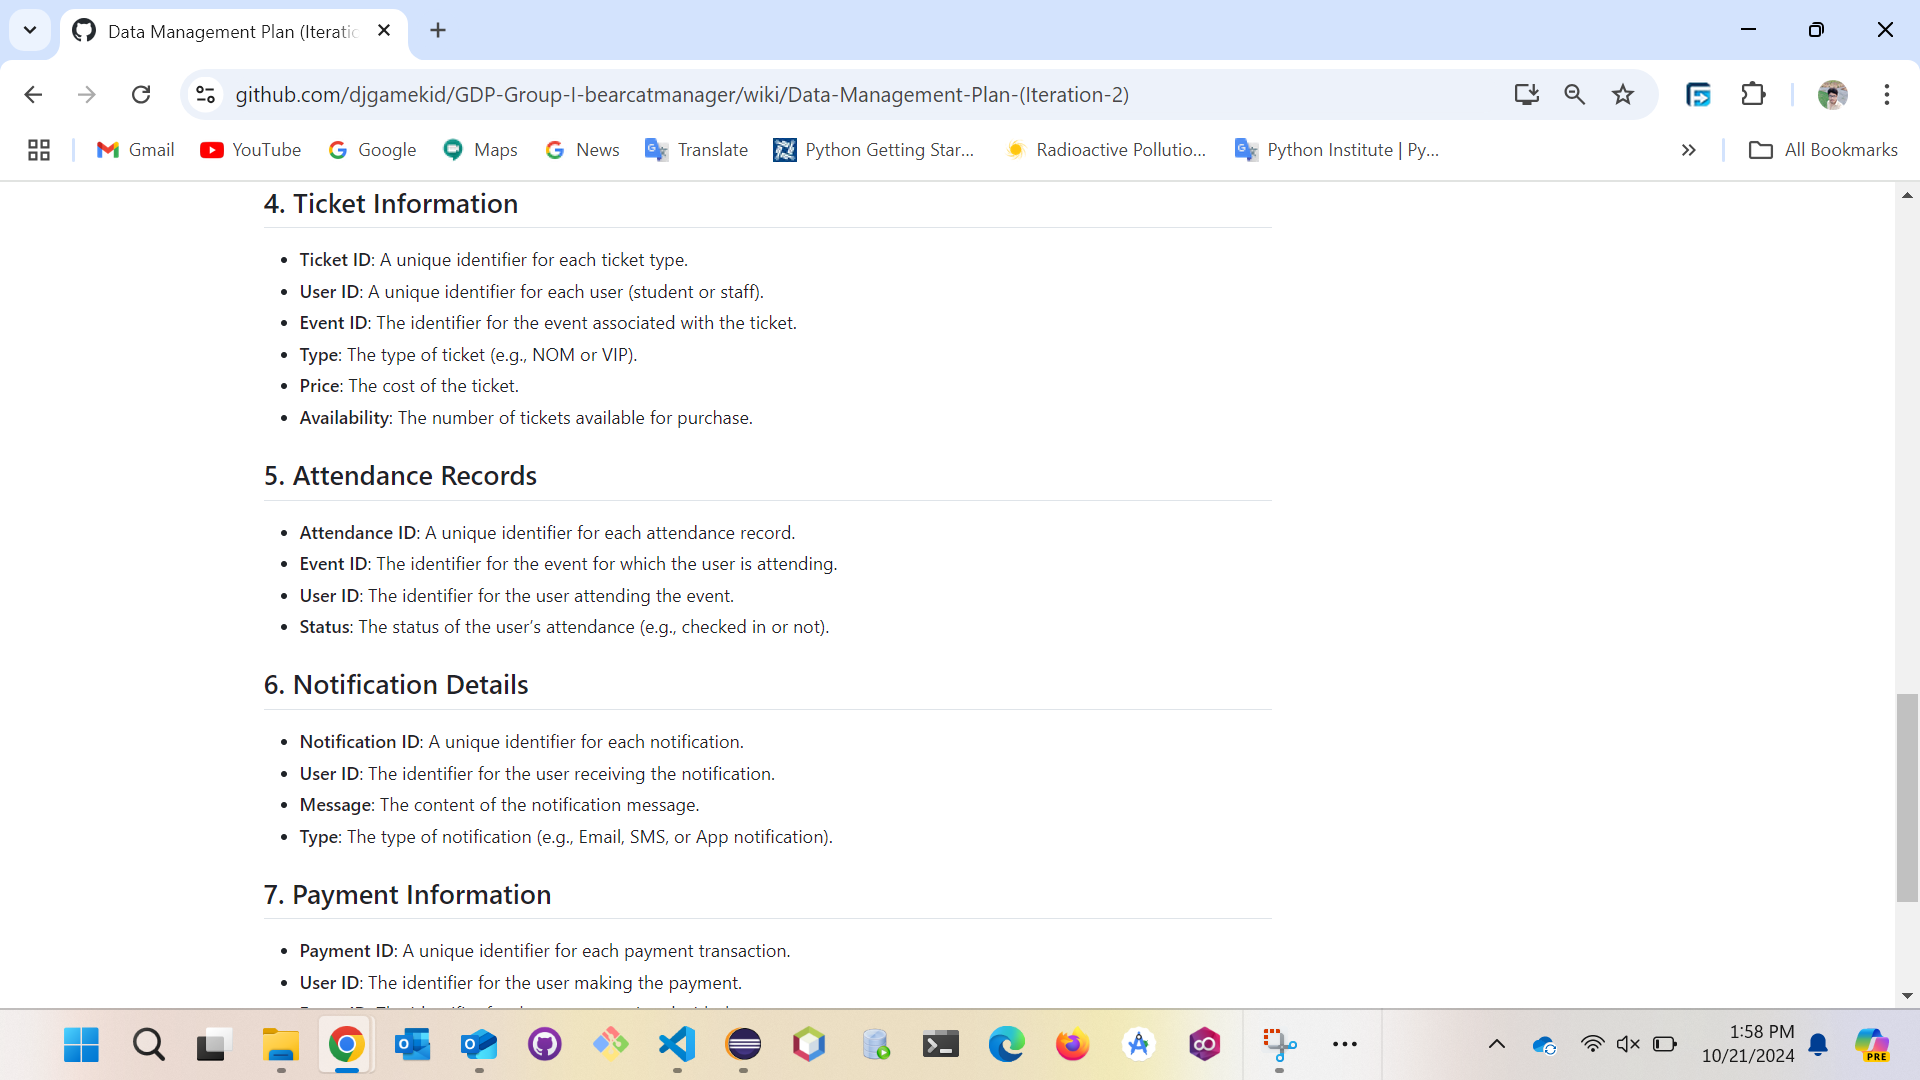 Data Management Plan (Iteratio
github.com/djgamekid/GDP-Group-I-bearcatmanager/wiki/Data-Management-Plan-(Iteration-2)
Gmail YouTube Google Maps News Translate Python Getting Star... Radioactive Pollutio... Python Institute | Py... » All Bookmarks
4. Ticket Information
• Ticket ID: A unique identifier for each ticket type.
• User ID: A unique identifier for each user (student or staff).
• Event ID: The identifier for the event associated with the ticket.
• Type: The type of ticket (e.g., NOM or VIP).
• Price: The cost of the ticket.
• Availability: The number of tickets available for purchase.
5. Attendance Records
• Attendance ID: A unique identifier for each attendance record.
• Event ID: The identifier for the event for which the user is attending.
• User ID: The identifier for the user attending the event.
• Status: The status of the user’s attendance (e.g., checked in or not).
6. Notification Details
• Notification ID: A unique identifier for each notification.
• User ID: The identifier for the user receiving the notification.
• Message: The content of the notification message.
• Type: The type of notification (e.g., Email, SMS, or App notification).
7. Payment Information
• Payment ID: A unique identifier for each payment transaction.
• User ID: The identifier for the user making the payment.
1:58 PM
10/21/2024
PRE